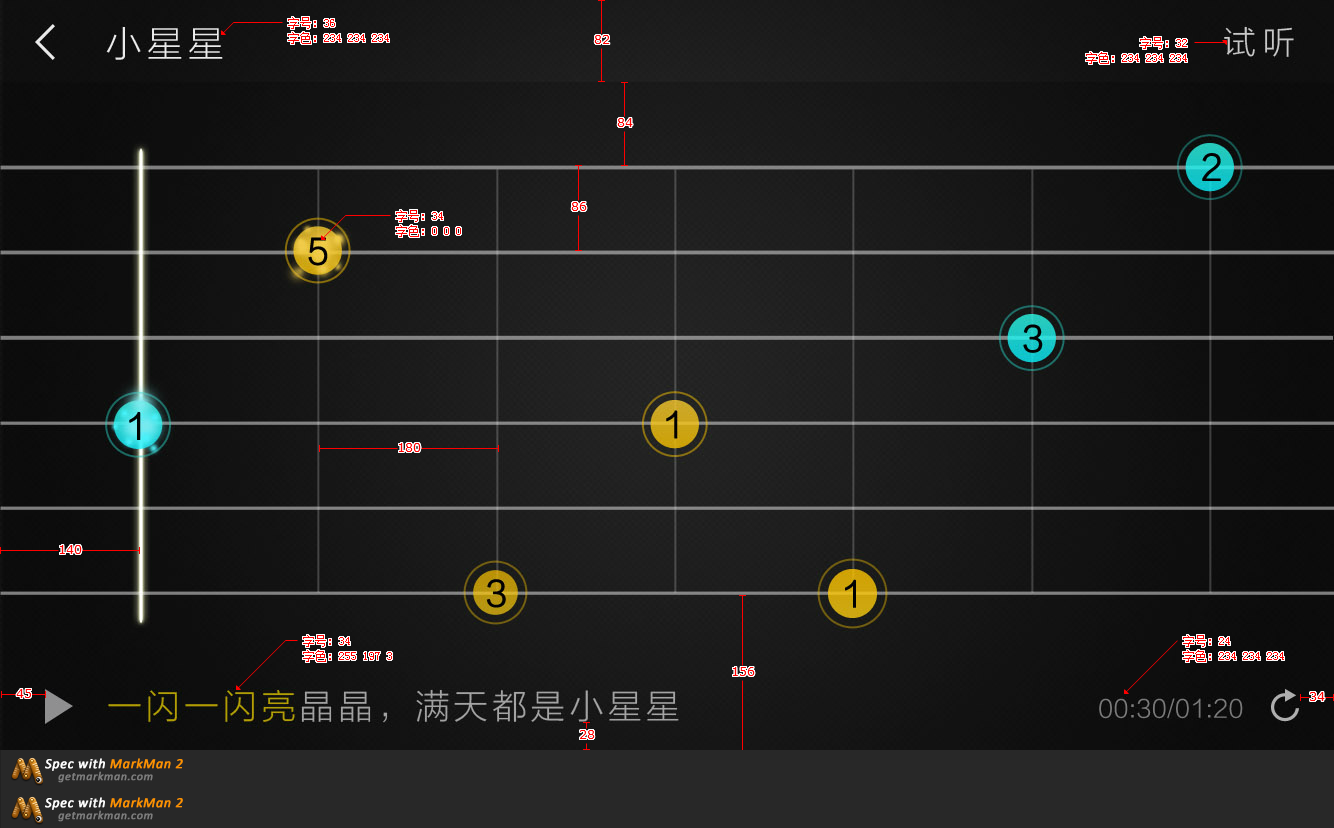 小星星
字号: 36
字色: 234 234 234
82
字号: 32
字色: 234 234 234
试听
84
2
86
字号: 34
字色: 0 0 0
5
3
1
1
180
140
3
1
字号: 34
字色: 255 197 3
156
字号: 24
字色: 234 234 234
45
一闪一闪亮晶晶，满天都是小星星
00:30/01:20
34
28
Spec with MarkMan 2
getmarkman.com
Spec with MarkMan 2
getmarkman.com